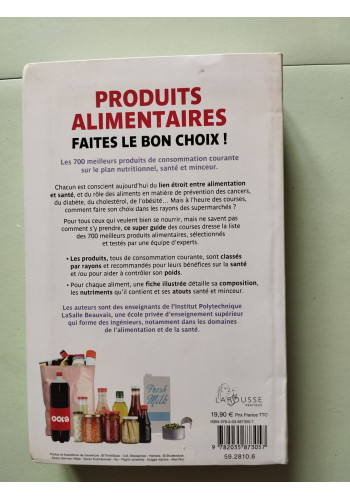 PRODUITS
ALIMENTAIRES
FAITES LE BON CHOIX !
Les 700 meilleurs produits de consommation courante
sur le plan nutritionnel, santé et minceur.
Chacun est conscient aujourd'hui du lien étroit entre alimentation
et santé, et du rôle des aliments en matière de prévention des cancers,
du diabète, du cholestérol, de l'obésité... Mais à l'heure des courses,
comment faire son choix dans les rayons des supermarchés ?
Pour tous ceux qui veulent bien se nourrir, mais ne savent pas
comment s'y prendre, ce super guide des courses dresse la liste
des 700 meilleurs produits alimentaires, sélectionnés
et testés par une équipe d'experts.
• Les produits, tous de consommation courante, sont classés
par rayons et recommandés pour leurs bénéfices sur la santé
et /ou pour aider à contrôler son poids.
• Pour chaque aliment, une fiche illustrée détaille sa
composition, les nutriments qu'il contient et ses atouts santé et minceur.
Les auteurs sont des enseignants de l'Institut Polytechnique
LaSalle Beauvais, une école privée d'enseignement supérieur
qui forme des ingénieurs, notamment dans les domaines
de l'alimentation et de la santé.
COLA
Fresh
Milk
LAROUSSE
PRATIQUE
19,90 € Prix France TTC
9 782035 873057
59.2810.6